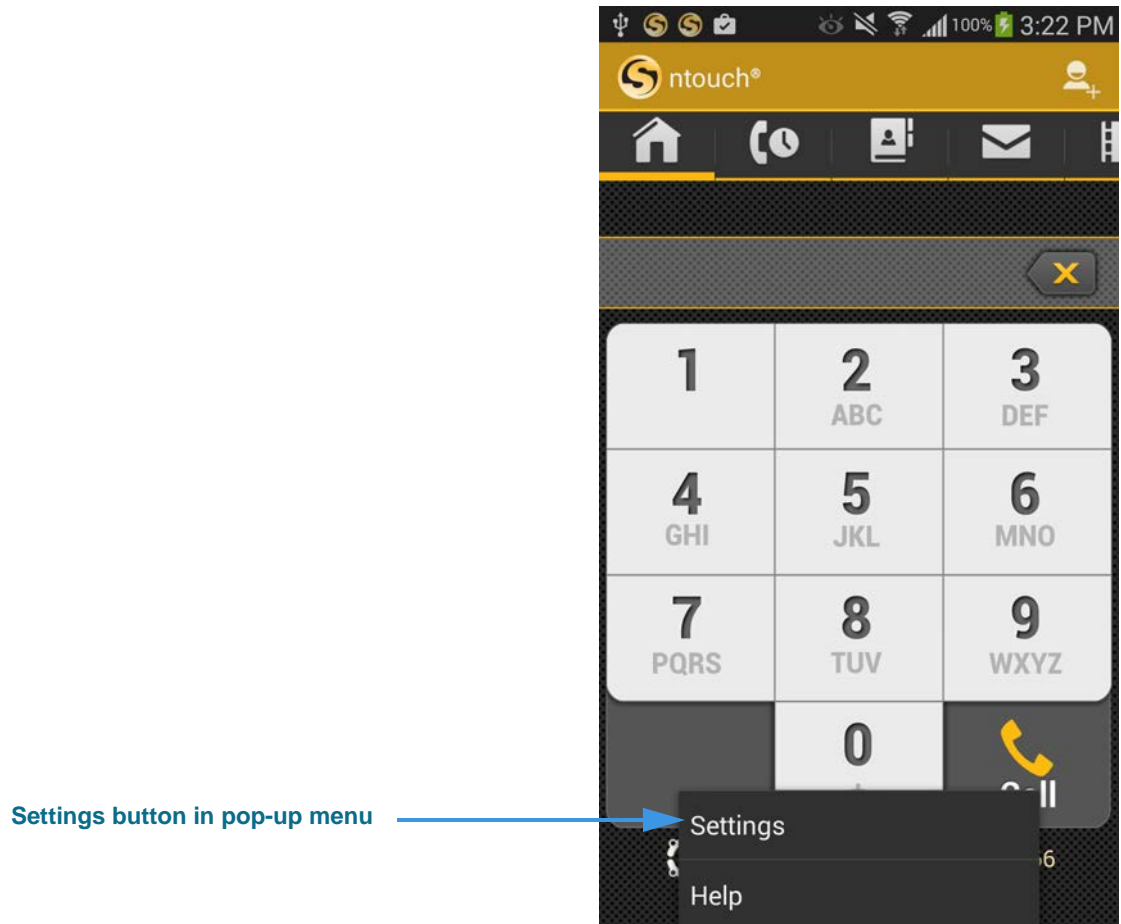 100% 3:22 PM
ntouch®
1
2
ABC
3
DEF
4
GHI
5
JKL
6
MNO
7
PQRS
8
TUV
9
WXYZ
0
Settings button in pop-up menu
Settings
6
Help